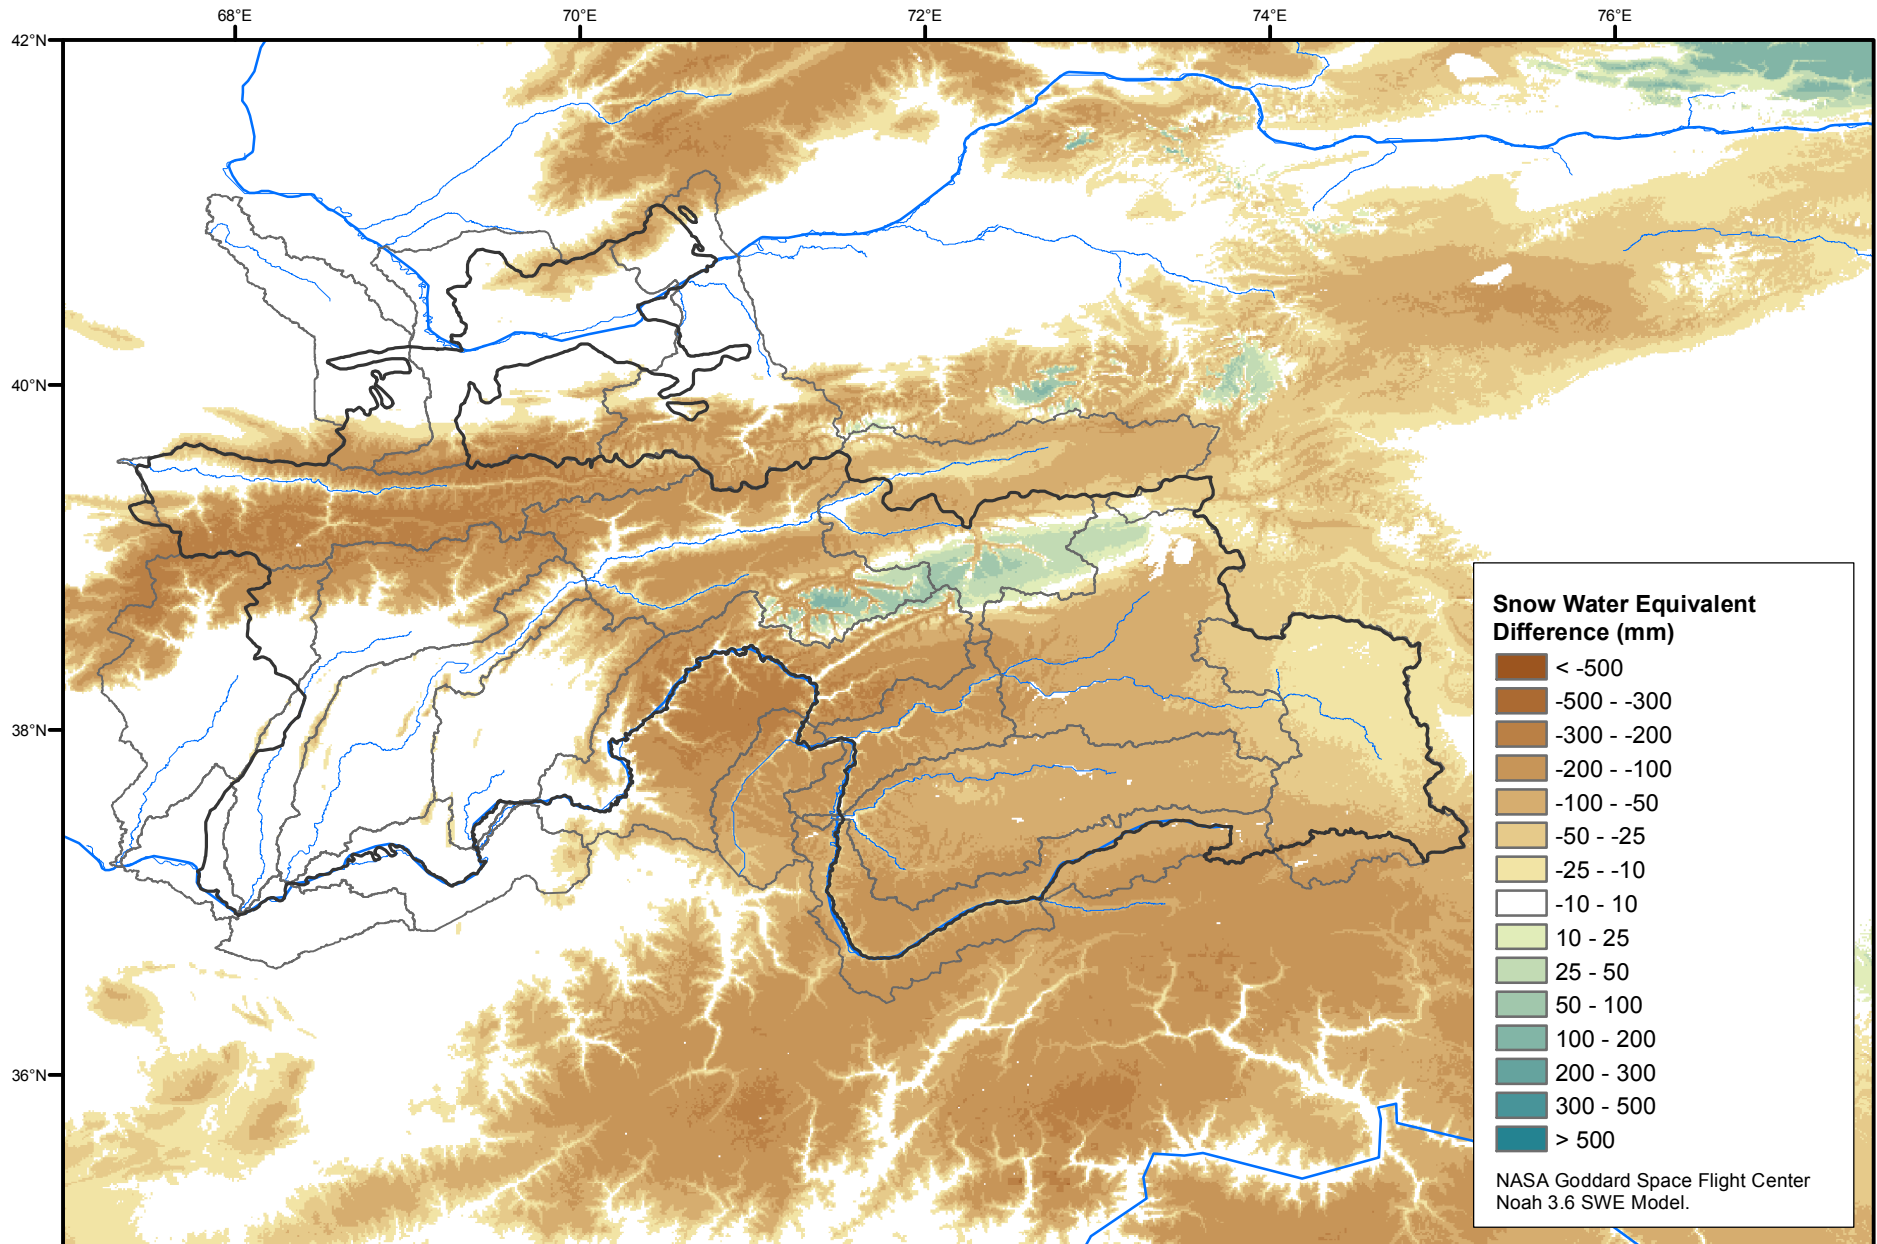 68°E
70°E
72°E
74°E
76°E
42°N
40°N
38°N
36°N
Snow Water Equivalent
Difference (mm)
< -500
-500 - -300
-300 - -200
-200 - -100
-100 - -50
-50 - -25
-25 - -10
-10 - 10
10 - 25
25 - 50
50 - 100
100 - 200
200 - 300
300 - 500
> 500
NASA Goddard Space Flight Center
Noah 3.6 SWE Model.